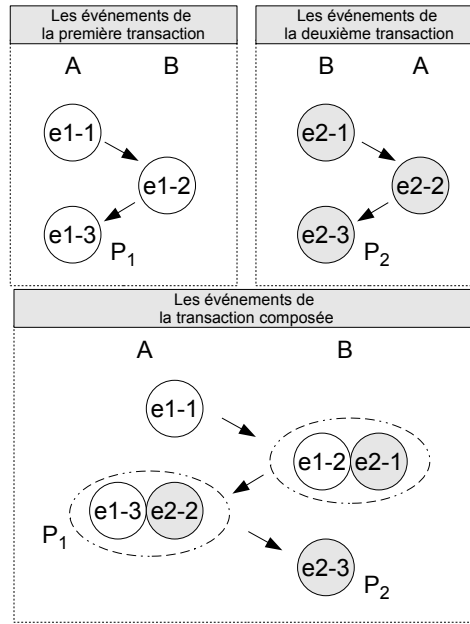 Les événements de
la première transaction
A B
e1-1
e1-2
e1-3
P1
Les événements de
la deuxième transaction
B A
e2-1
e2-2
e2-3
P2
Les événements de
la transaction composée
A B
e1-1
e1-2 e2-1
e1-3 e2-2
P1
e2-3
P2